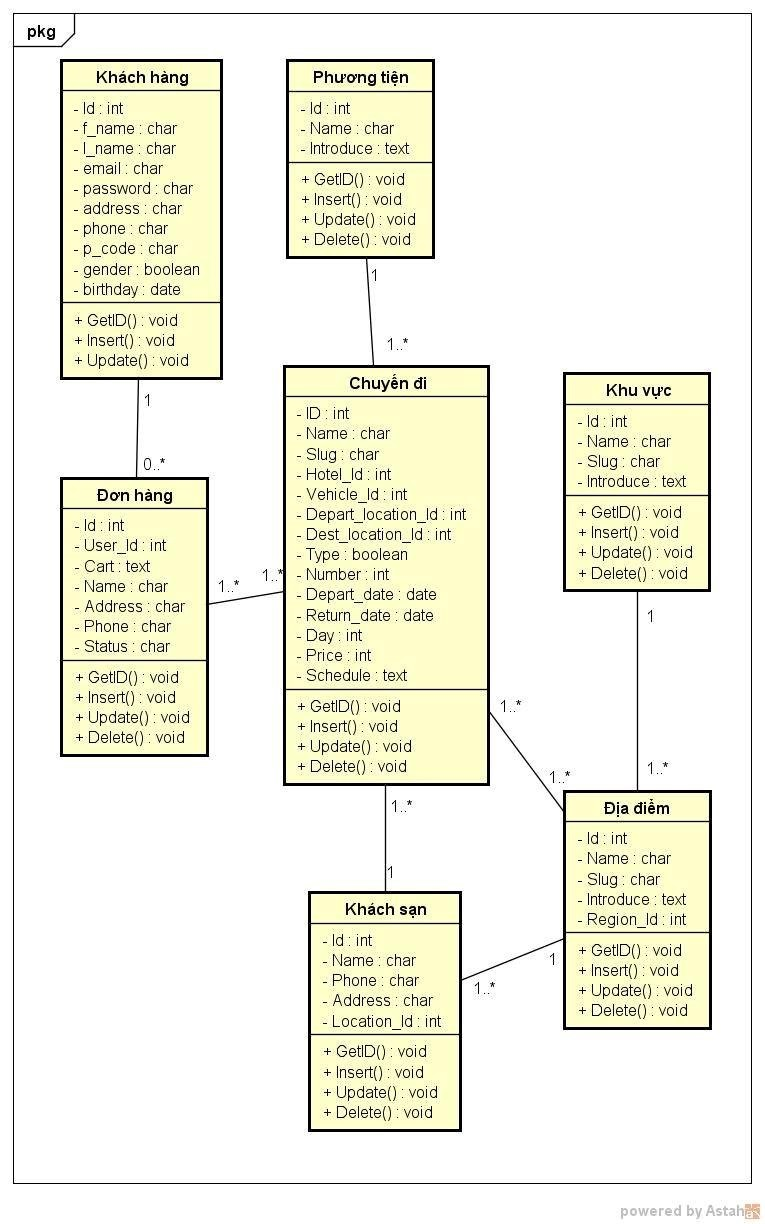 pkg
Khách hàng
- Id : int
- f_name : char
- l_name : char
- email : char
- password : char
- address : char
- phone : char
- p_code : char
- gender : boolean
- birthday : date
+ GetID() : void
+ Insert() : void
+ Update() : void
Phương tiện
- Id : int
- Name : char
- Introduce : text
+ GetID() : void
+ Insert() : void
+ Update() : void
+ Delete() : void
1
1..*
1
0..*
Chuyến đi
- ID : int
- Name : char
- Slug : char
- Hotel_Id : int
- Vehicle_Id : int
- Depart_location_Id : int
- Dest_location_Id : int
- Type : boolean
- Number : int
- Depart_date : date
- Return_date : date
- Day : int
- Price : int
- Schedule : text
+ GetID() : void
+ Insert() : void
+ Update() : void
+ Delete() : void
Khu vực
- Id : int
- Name : char
- Slug : char
- Introduce : text
+ GetID() : void
+ Insert() : void
+ Update() : void
+ Delete() : void
Đơn hàng
- Id : int
- User_Id : int
- Cart : text
- Name : char
- Address : char
- Phone : char
- Status : char
+ GetID() : void
+ Insert() : void
+ Update() : void
+ Delete() : void
1..*
1..*
1
1..*
1..*
1..*
1..*
1
Địa điểm
- Id : int
- Name : char
- Slug : char
- Introduce : text
- Region_Id : int
+ GetID() : void
+ Insert() : void
+ Update() : void
+ Delete() : void
Khách sạn
- Id : int
- Name : char
- Phone : char
- Address : char
- Location_Id : int
+ GetID() : void
+ Insert() : void
+ Update() : void
+ Delete() : void
1
1..*
powered by Astah